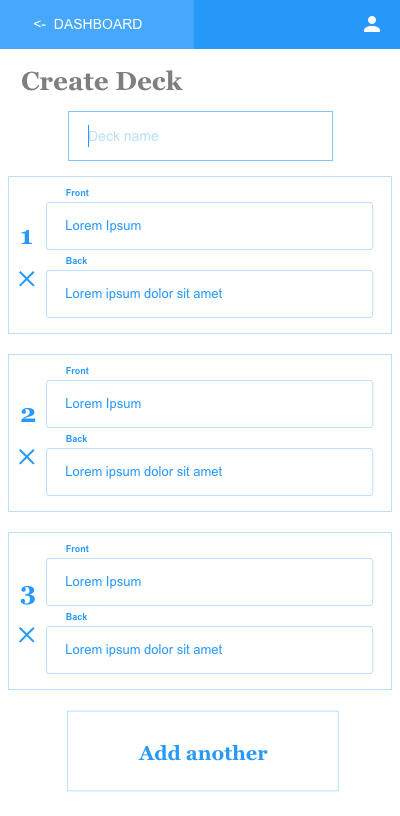 <- DASHBOARD
Create Deck
Deck name
Front
1
Lorem Ipsum
Back
Lorem ipsum dolor sit amet
Front
2
Lorem Ipsum
Back
Lorem ipsum dolor sit amet
Front
3
Lorem Ipsum
Back
Lorem ipsum dolor sit amet
Add another